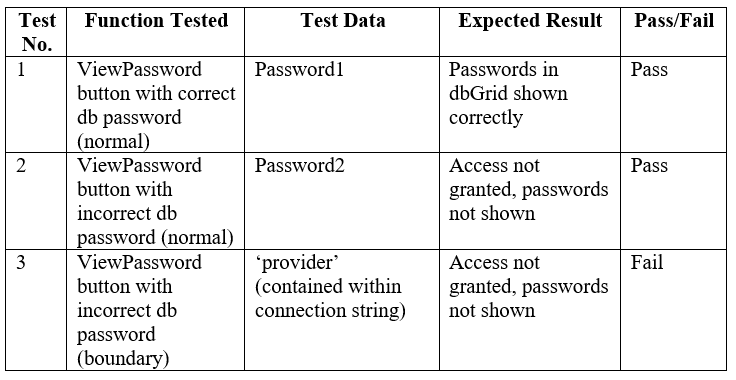 Test No. Function Tested Test Data Expected Result Pass/Fail
1 ViewPassword button with correct db password (normal) Password1 Passwords in dbGrid shown correctly Pass
2 ViewPassword button with incorrect db password (normal) Password2 Access not granted, passwords not shown Pass
3 ViewPassword button with incorrect db password (boundary) ‘provider’ (contained within connection string) Access not granted, passwords not shown Fail